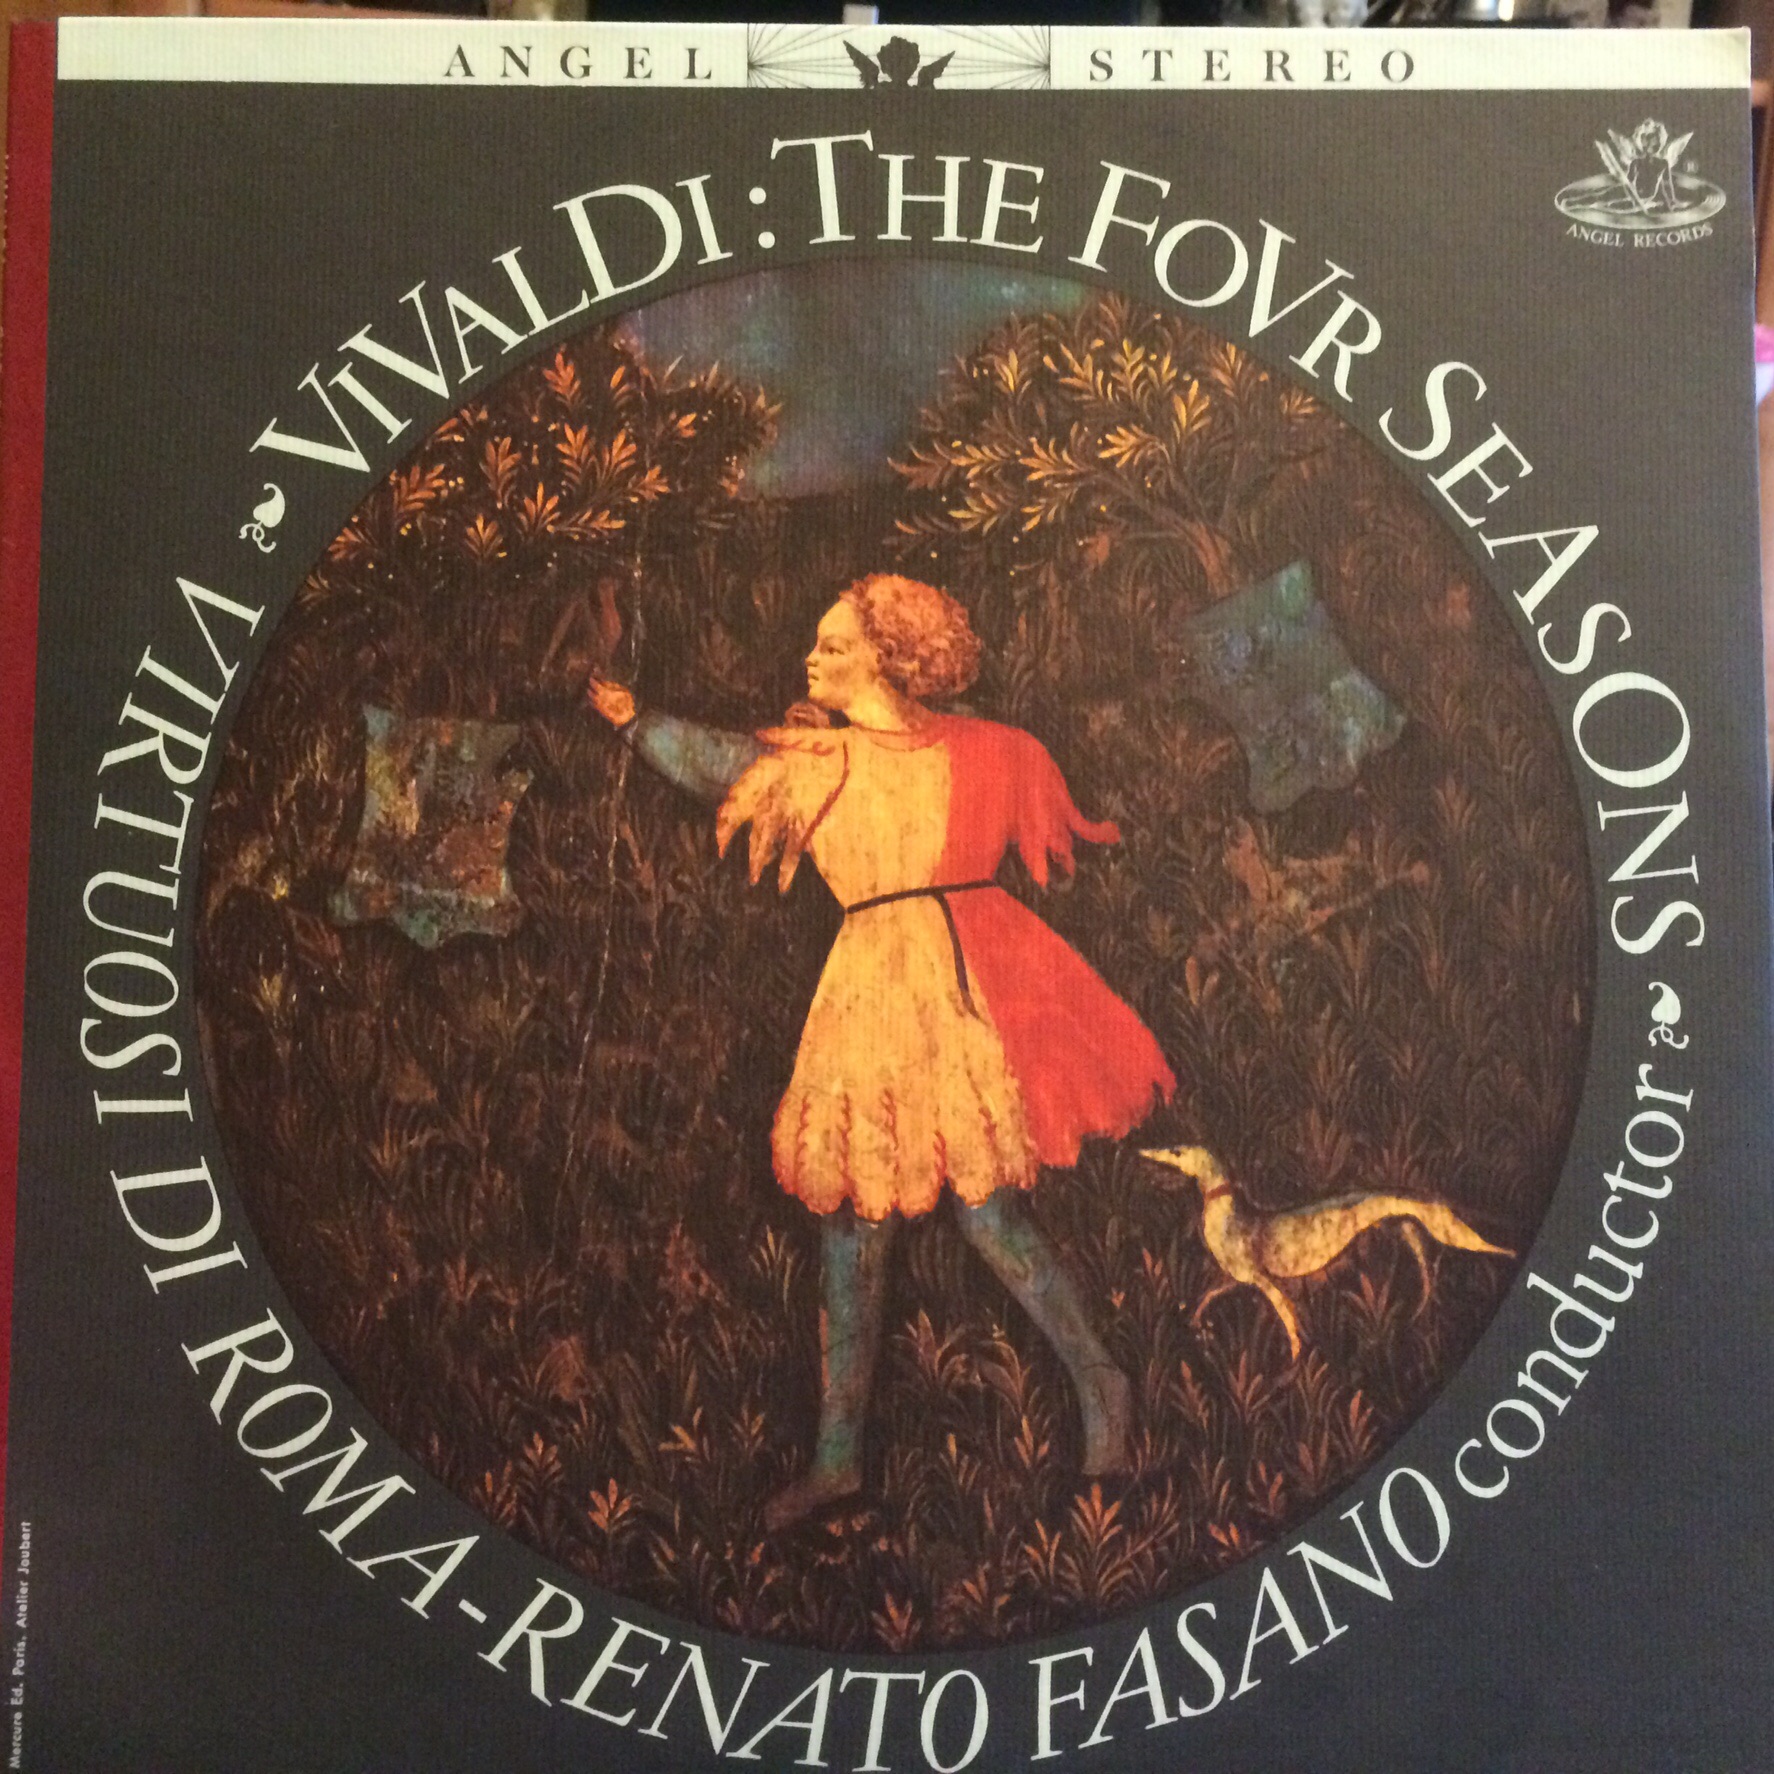 ANGEL STEREO
ANGEL RECORDS
VIVALDI: THE FOVR SEASONS
VIRTUOSI DI ROMA-RENATO FASANO conductor
Mercure Ed. Paris. Atelier Joubert